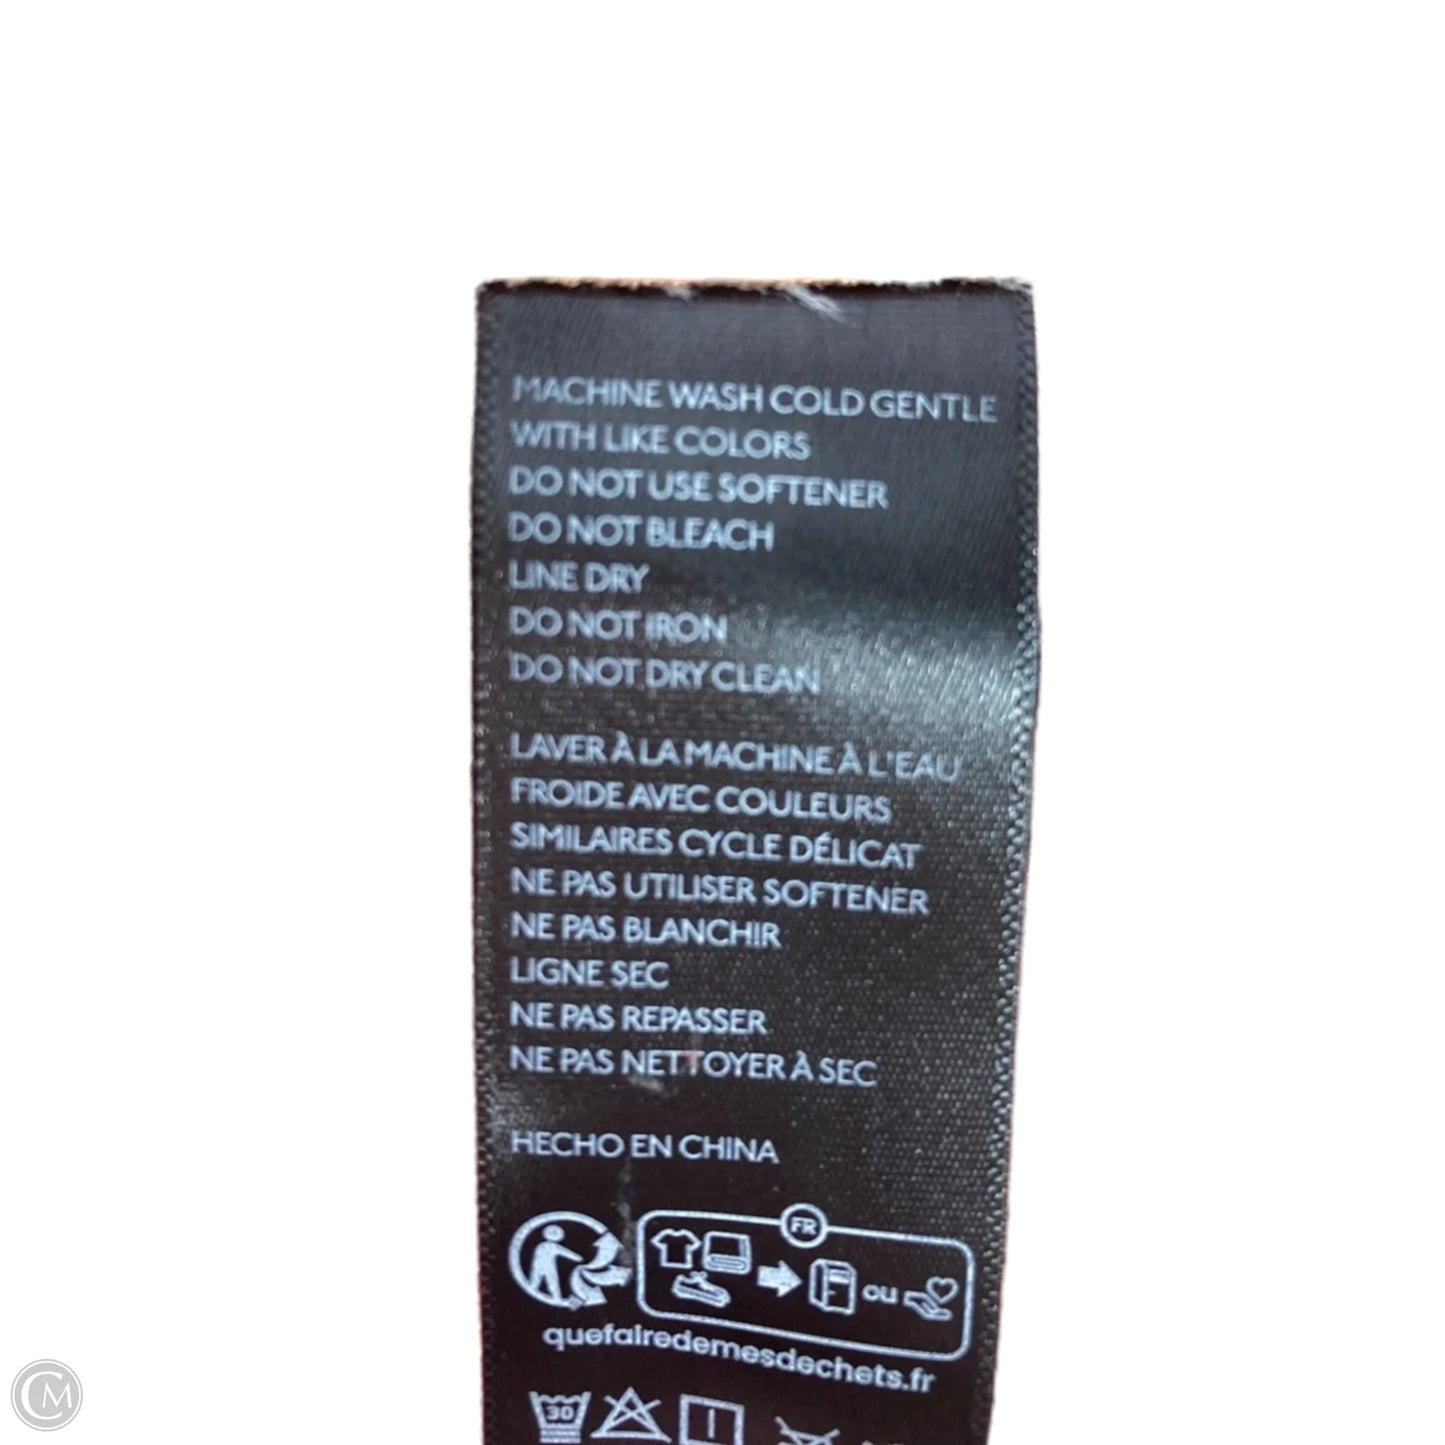 MACHINE WASH COLD GENTLE
WITH LIKE COLORS
DO NOT USE SOFTENER
DO NOT BLEACH
LINE DRY
DO NOT IRON
DO NOT DRY CLEAN
LAVER À LA MACHINE À L'EAU
FROIDE AVEC COULEURS
SIMILAIRES CYCLE DÉLICAT
NE PAS UTILISER SOFTENER
NE PAS BLANCHIR
LIGNE SEC
NE PAS REPASSER
NE PAS NETTOYER À SEC
HECHO EN CHINA
FR
ou
quefairedemesdechets.fr
30
CM